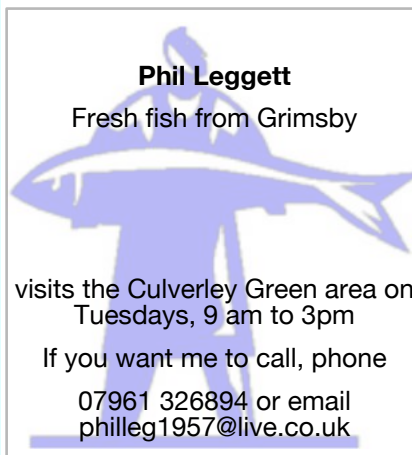 Phil Leggett
Fresh fish from Grimsby
visits the Culverley Green area on
Tuesdays, 9 am to 3pm
If you want me to call, phone
07961 326894 or email
philleg1957@live.co.uk